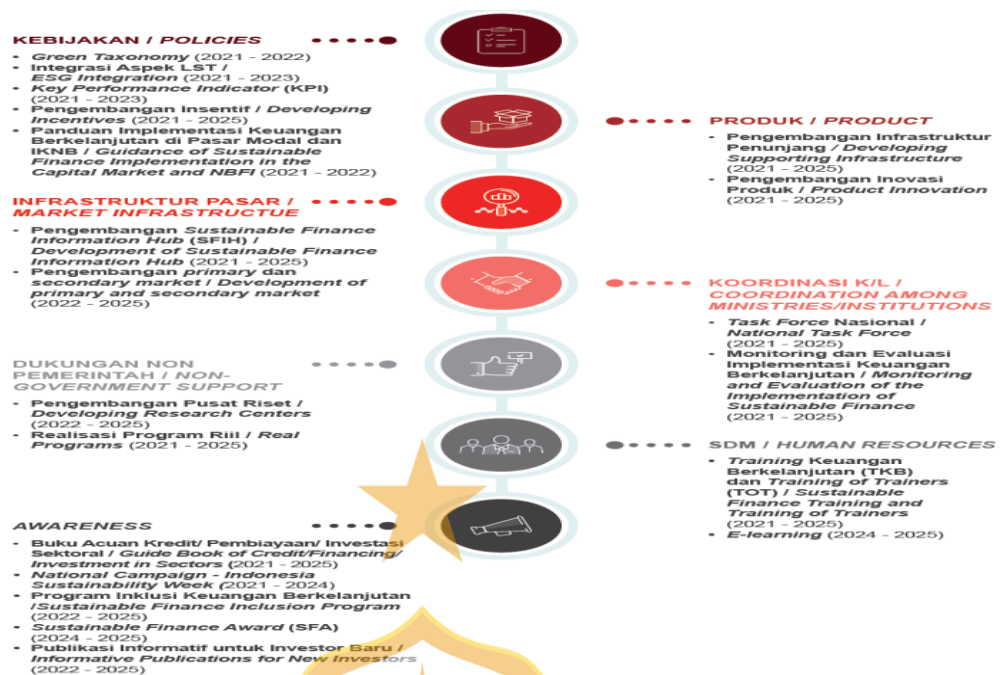 KEBIJAKAN / POLICIES
• Green Taxonomy (2021 - 2022)
• Integrasi Aspek LST /
ESG Integration (2021 - 2023)
• Key Performance Indicator (KPI)
(2021 - 2023)
• Pengembangan Insentif / Developing
Incentives (2021 - 2025)
• Panduan Implementasi Keuangan
Berkelanjutan di Pasar Modal dan
IKNB / Guidance of Sustainable
Finance Implementation in the
Capital Market and NBFI (2021 - 2022)
PRODUK / PRODUCT
• Pengembangan Infrastruktur
Penunjang / Developing
Supporting Infrastructure
(2021 - 2025)
• Pengembangan Inovasi
Produk / Product Innovation
(2021 - 2025)
INFRASTRUKTUR PASAR /
MARKET INFRASTRUCTUE
• Pengembangan Sustainable Finance
Information Hub (SFIH) /
Development of Sustainable Finance
Information Hub (2021 - 2025)
• Pengembangan primary dan
secondary market / Development of
primary and secondary market
(2022 - 2025)
KOORDINASI K/L /
COORDINATION AMONG
MINISTRIES/INSTITUTIONS
• Task Force Nasional /
National Task Force
(2021 - 2025)
• Monitoring dan Evaluasi
Implementasi Keuangan
Berkelanjutan / Monitoring
and Evaluation of the
Implementation of
Sustainable Finance
(2021 - 2025)
DUKUNGAN NON
PEMERINTAH / NON-
GOVERNMENT SUPPORT
• Pengembangan Pusat Riset /
Developing Research Centers
(2022 - 2025)
• Realisasi Program Riil / Real
Programs (2021 - 2025)
SDM / HUMAN RESOURCES
• Training Keuangan
Berkelanjutan (TKB)
dan Training of Trainers
(TOT) / Sustainable
Finance Training and
Training of Trainers
(2021 - 2025)
• E-learning (2024 - 2025)
AWARENESS
• Buku Acuan Kredit/ Pembiayaan/ Investasi
Sektoral / Guide Book of Credit/Financing/
Investment in Sectors (2021 - 2025)
• National Campaign - Indonesia
Sustainability Week (2021 - 2024)
• Program Inklusi Keuangan Berkelanjutan
/Sustainable Finance Inclusion Program
(2022 - 2025)
• Sustainable Finance Award (SFA)
(2024 - 2025)
• Publikasi Informatif untuk Investor Baru /
Informative Publications for New Investors
(2022 - 2025)